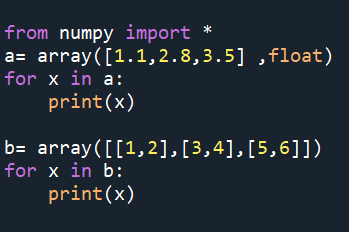 from numpy import *
a= array([1.1,2.8,3.5] ,float)
for x in a:
    print(x)

b= array([[1,2],[3,4],[5,6]])
for x in b:
    print(x)